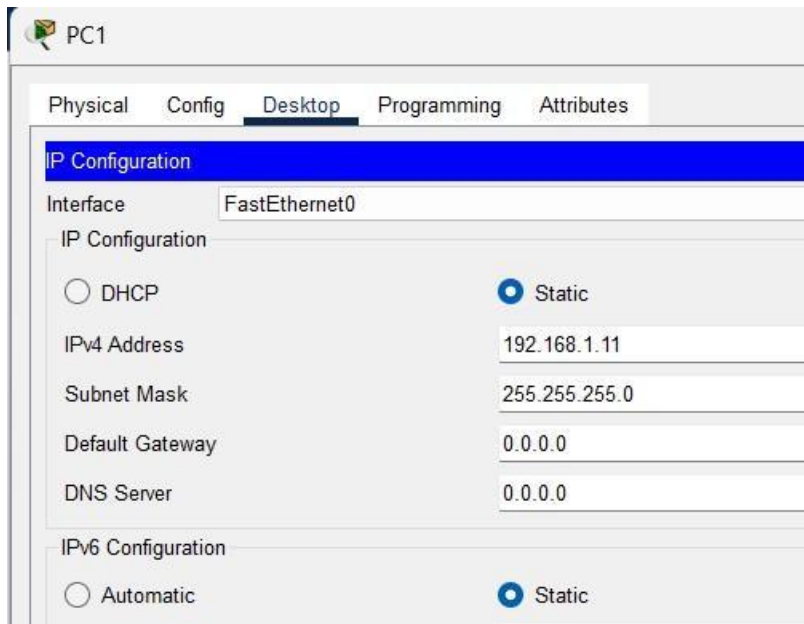 PC1
Physical Config Desktop Programming Attributes
IP Configuration
Interface FastEthernet0
IP Configuration
DHCP Static
IPv4 Address 192.168.1.11
Subnet Mask 255.255.255.0
Default Gateway 0.0.0.0
DNS Server 0.0.0.0
IPv6 Configuration
Automatic Static